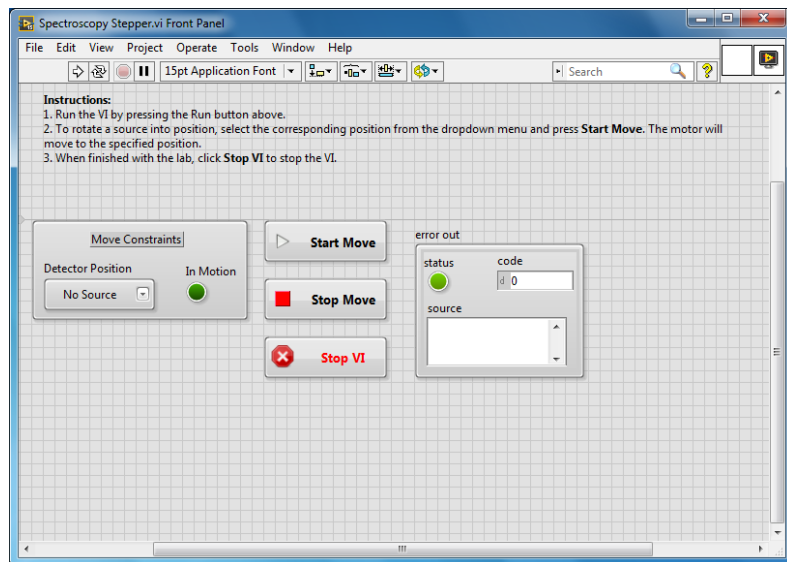 Spectroscopy Stepper.vi Front Panel
File Edit View Project Operate Tools Window Help
15pt Application Font
Search
Instructions:
1. Run the VI by pressing the Run button above.
2. To rotate a source into position, select the corresponding position from the dropdown menu and press Start Move. The motor will
move to the specified position.
3. When finished with the lab, click Stop VI to stop the VI.
Move Constraints
Detector Position
In Motion
No Source
Start Move
Stop Move
Stop VI
error out
status
code
d 0
source